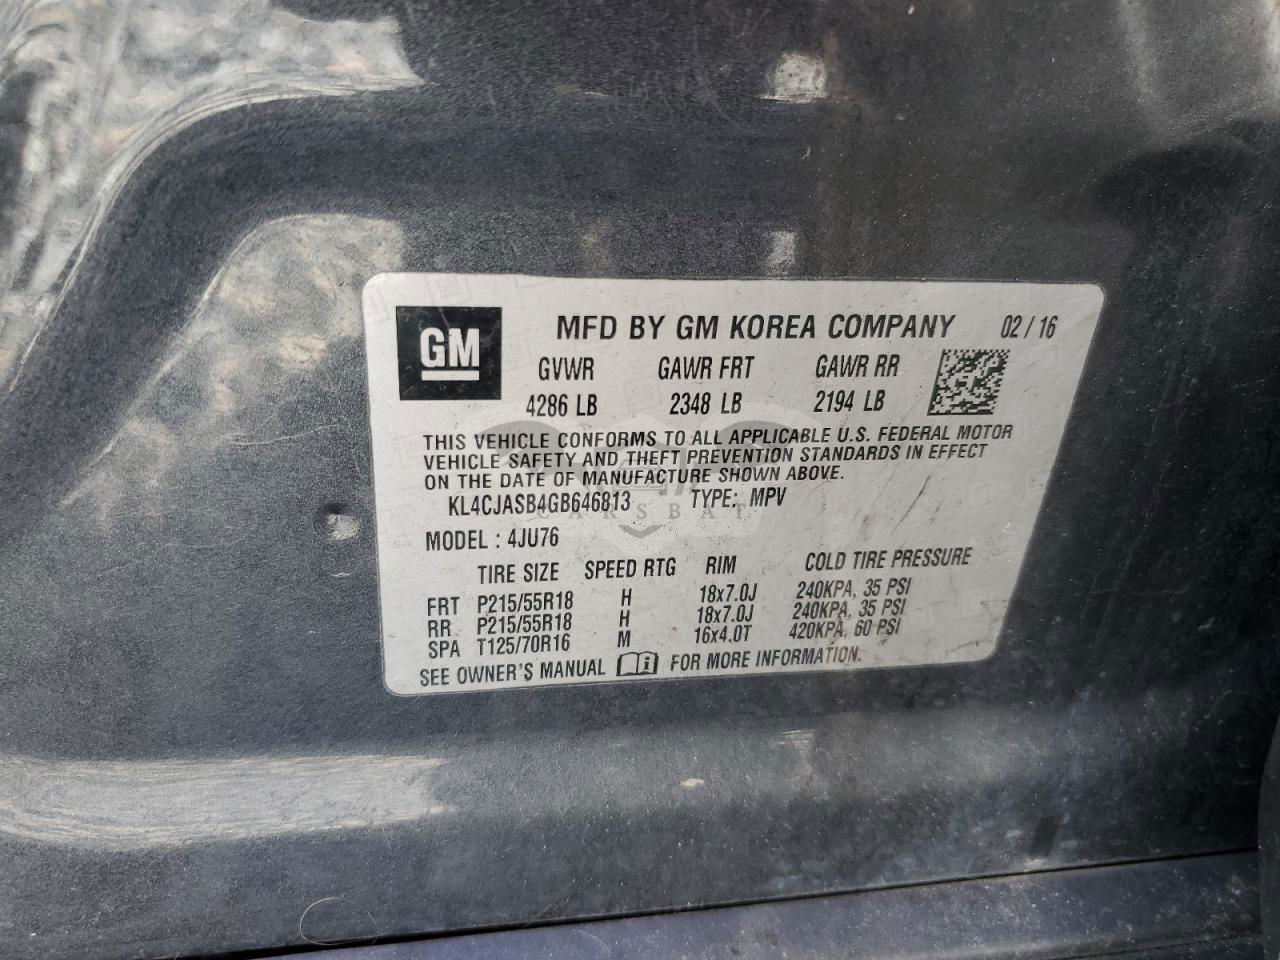 GM
MFD BY GM KOREA COMPANY 02/16
GVWR GAWR FRT GAWR RR
4286 LB 2348 LB 2194 LB
THIS VEHICLE CONFORMS TO ALL APPLICABLE U.S. FEDERAL MOTOR
VEHICLE SAFETY AND THEFT PREVENTION STANDARDS IN EFFECT
ON THE DATE OF MANUFACTURE SHOWN ABOVE.
KL4CJASB4GB646813 TYPE: MPV
CARSBAT
MODEL : 4JU76
TIRE SIZE SPEED RTG RIM COLD TIRE PRESSURE
FRT P215/55R18 H 18x7.0J 240KPA, 35 PSI
RR P215/55R18 H 18x7.0J 240KPA, 35 PSI
SPA T125/70R16 M 16x4.0T 420KPA, 60 PSI
SEE OWNER'S MANUAL FOR MORE INFORMATION.